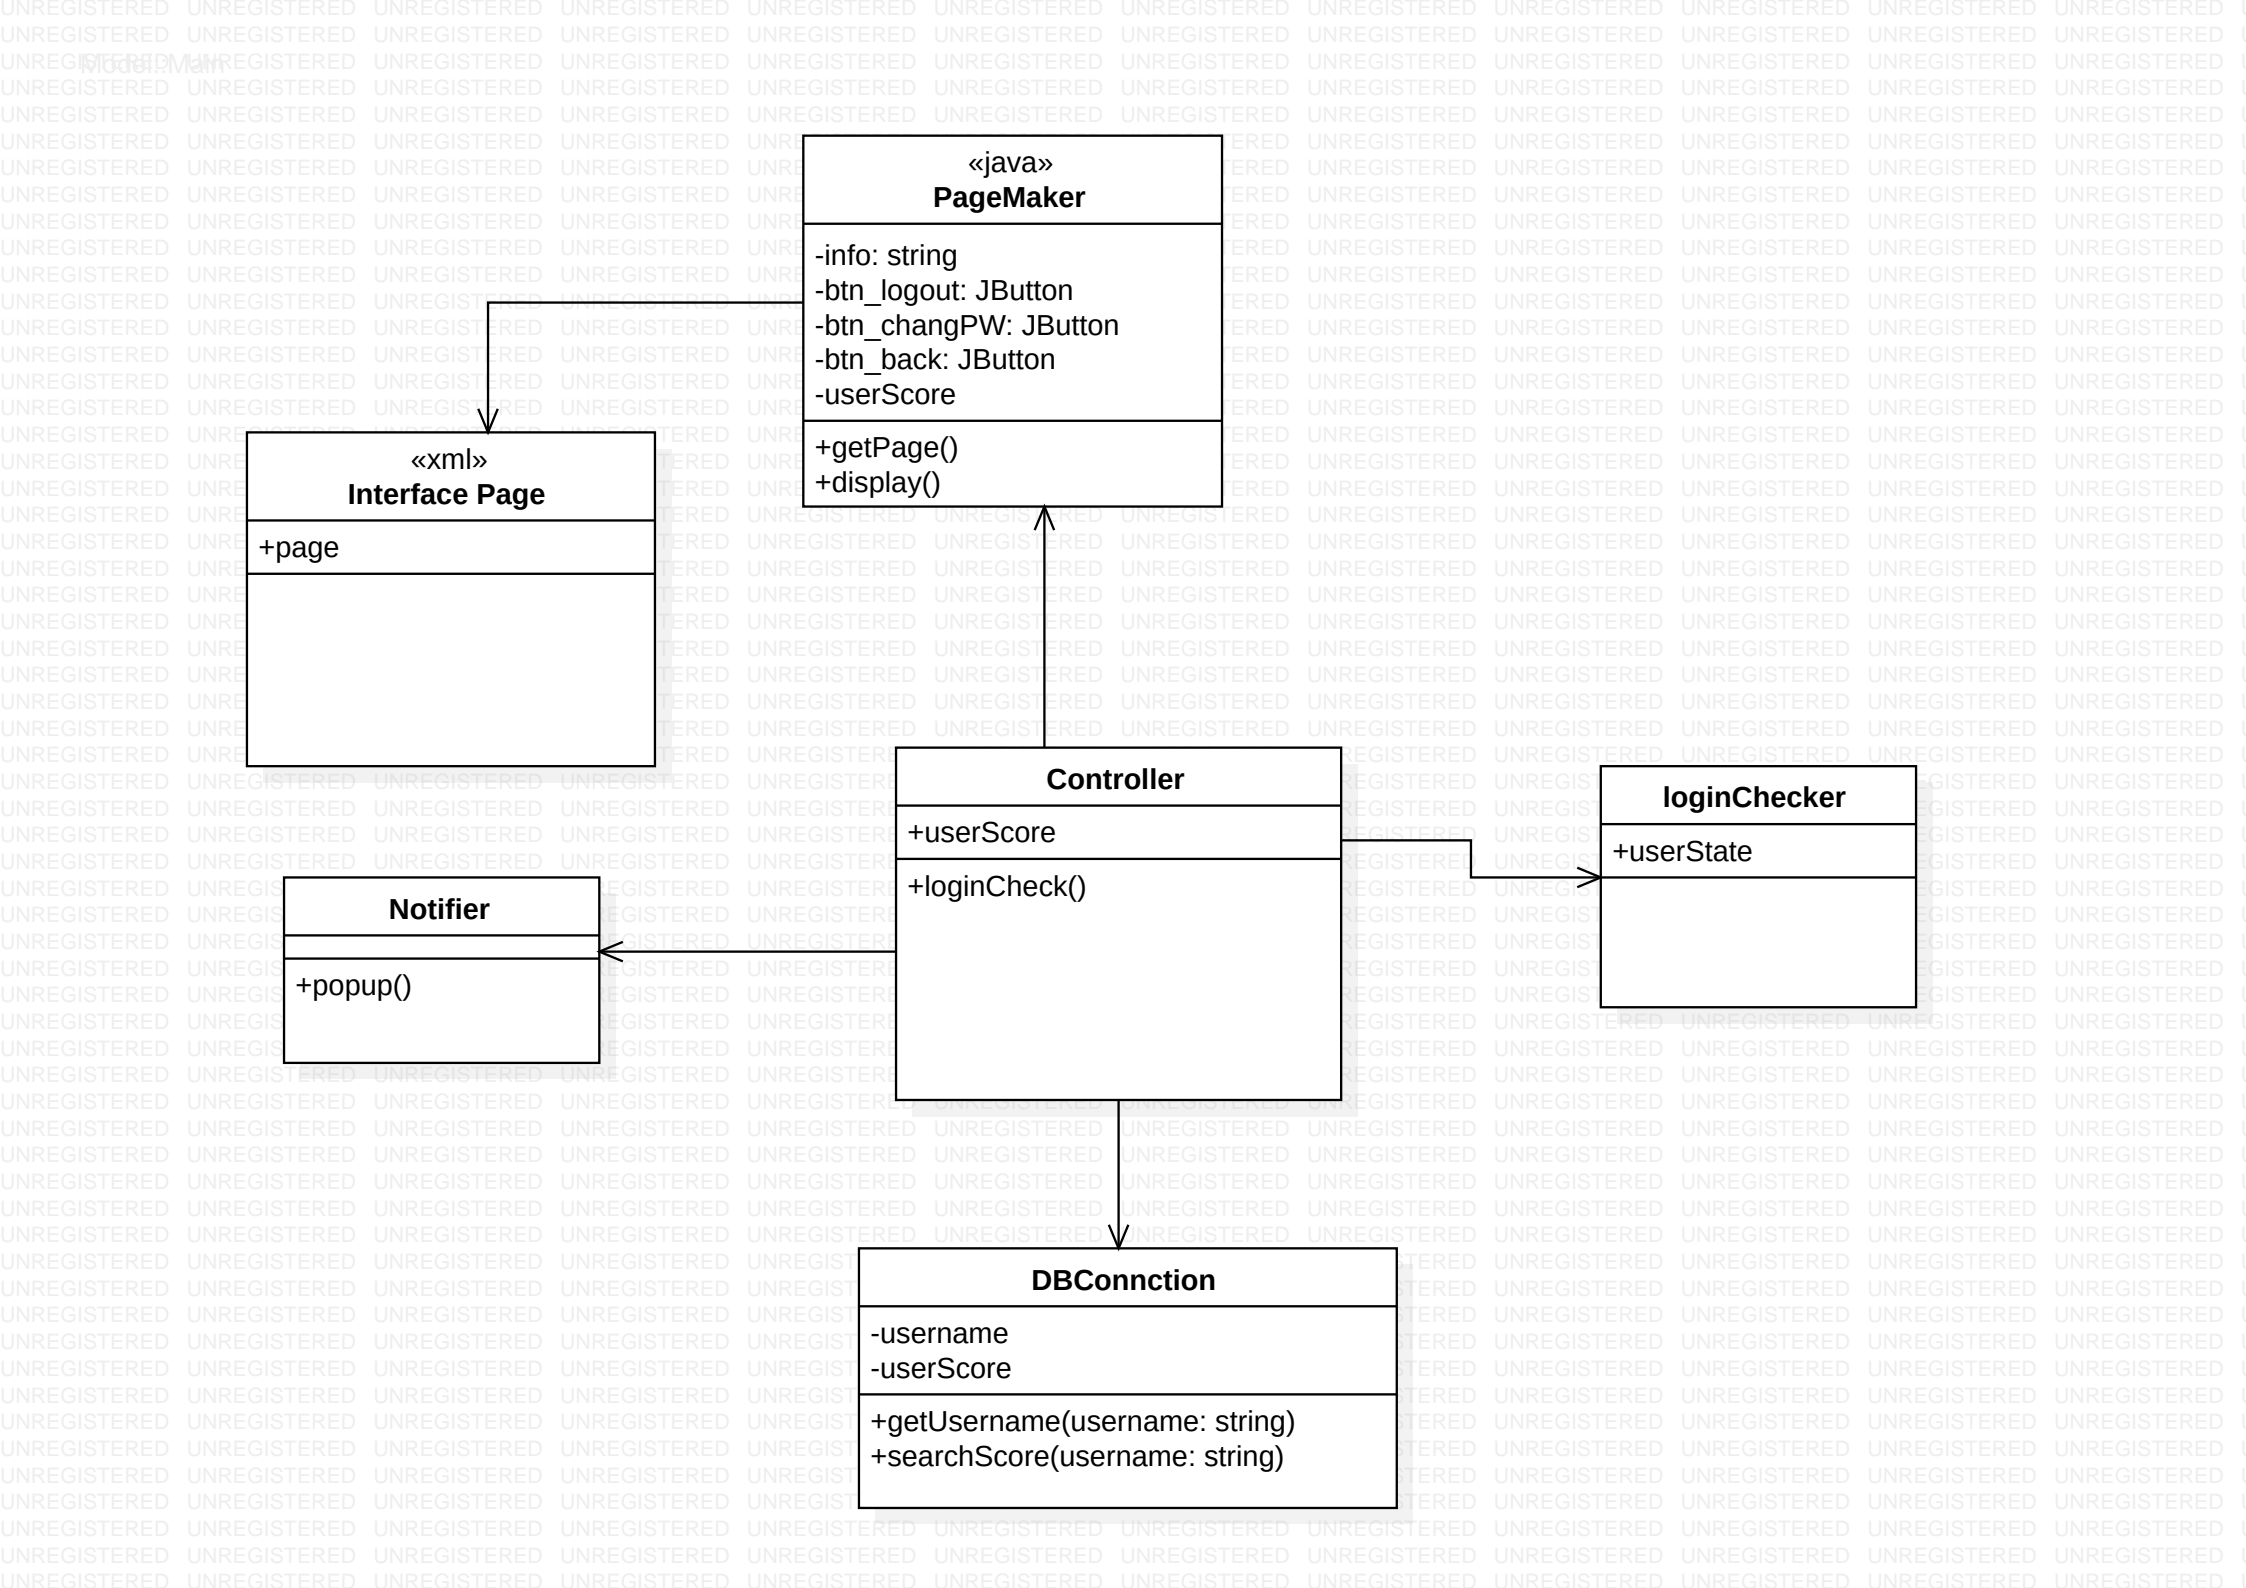 Model::Main
«java»
PageMaker
-info: string
-btn_logout: JButton
-btn_changPW: JButton
-btn_back: JButton
-userScore
+getPage()
+display()
«xml»
Interface Page
+page
Controller
+userScore
+loginCheck()
loginChecker
+userState
Notifier
+popup()
DBConnction
-username
-userScore
+getUsername(username: string)
+searchScore(username: string)
UNREGISTERED